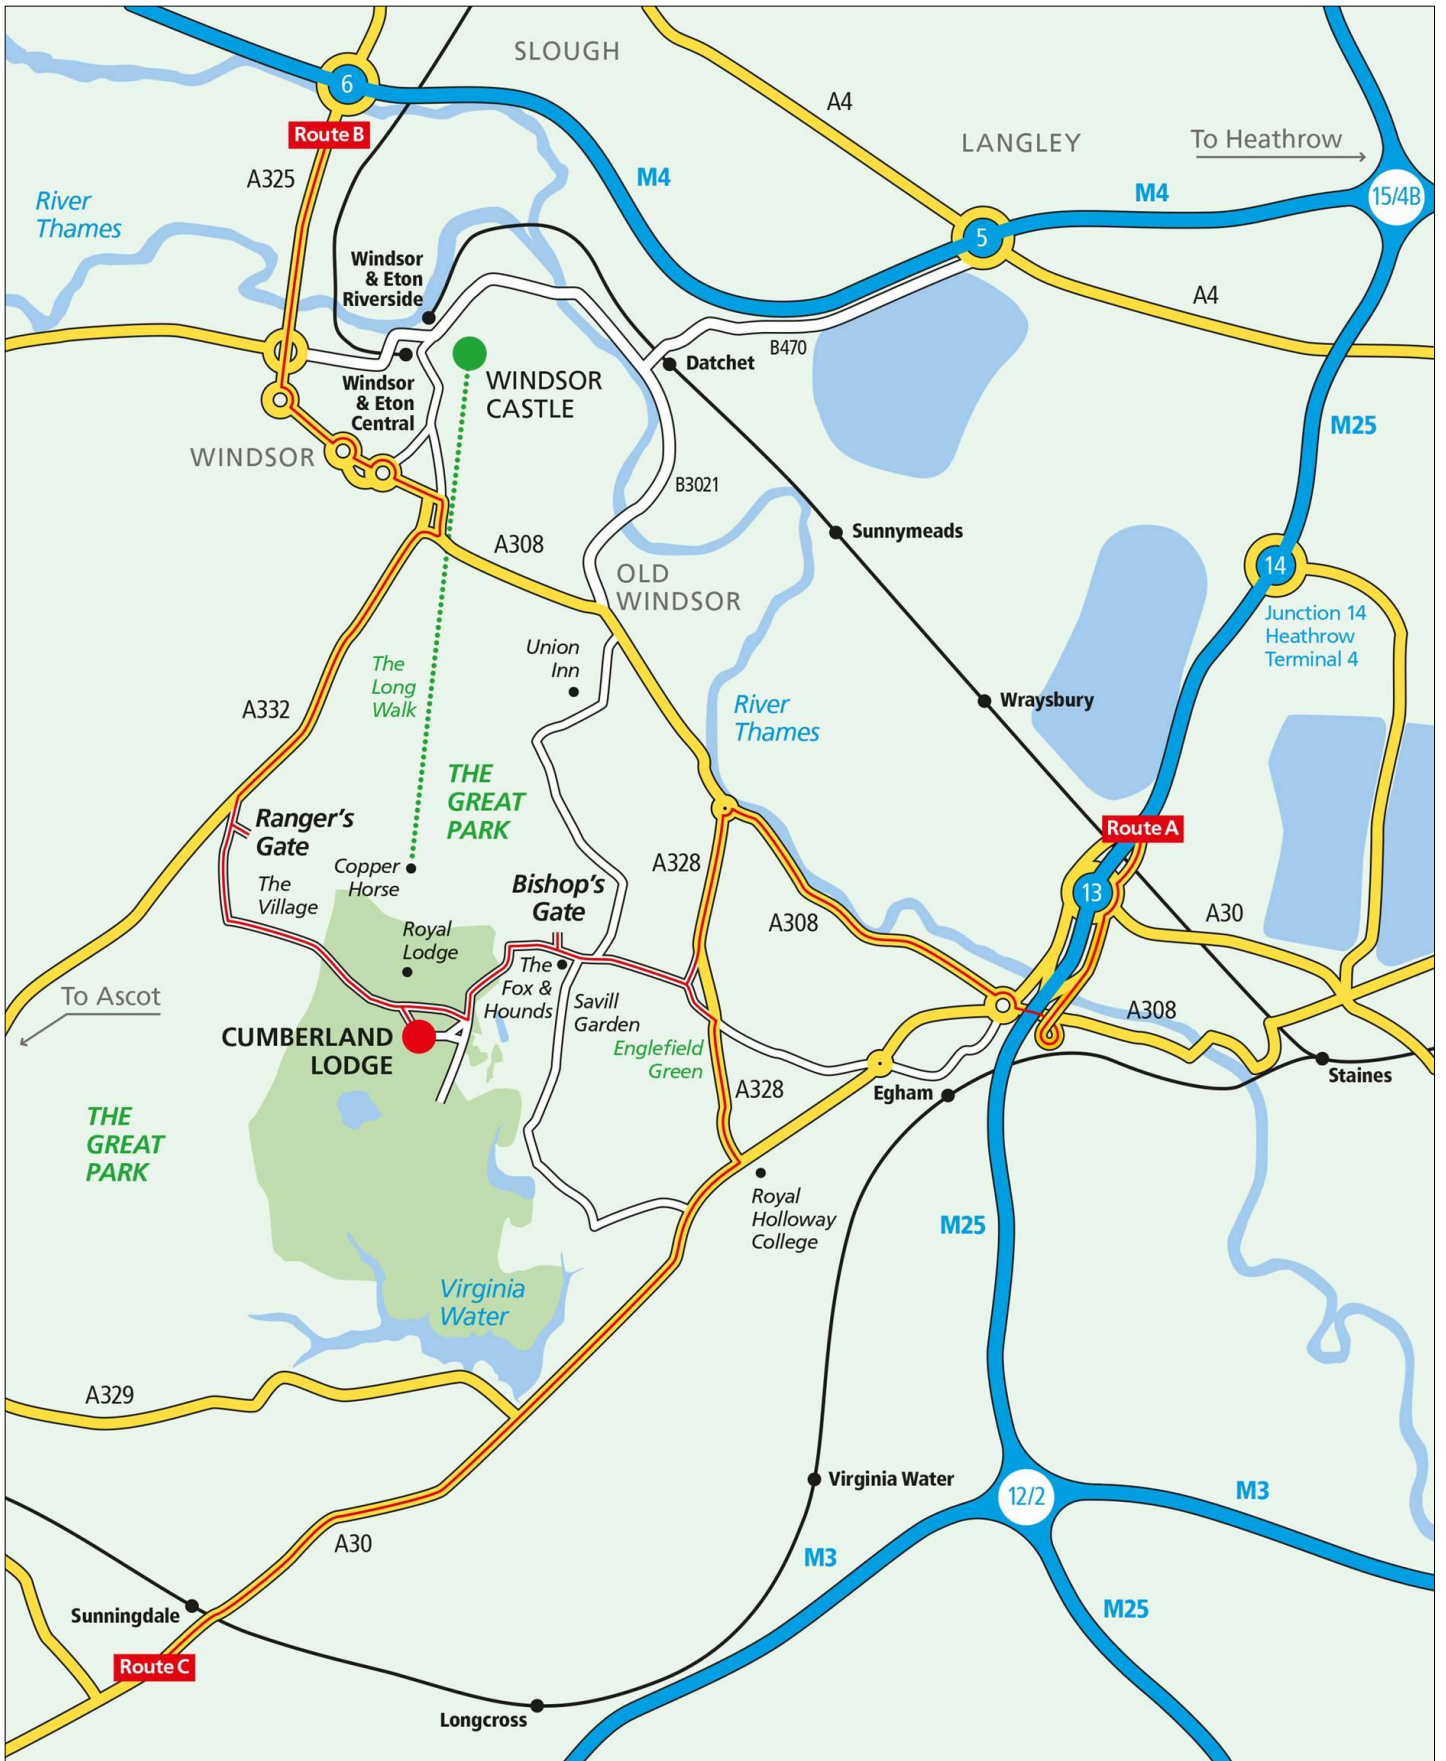 SLOUGH
6
A4
Route B
LANGLEY
To Heathrow
A325
M4
M4
15/4B
River
Thames
5
Windsor
& Eton
Riverside
A4
B470
Datchet
Windsor
& Eton
Central
WINDSOR
CASTLE
M25
WINDSOR
B3021
Sunnymeads
A308
14
OLD
WINDSOR
Junction 14
Heathrow
Terminal 4
Union
Inn
The
Long
Walk
A332
River
Thames
Wraysbury
THE
GREAT
PARK
Ranger's
Gate
Route A
Copper
Horse
A328
The
Village
Bishop's
Gate
13
A308
A30
Royal
Lodge
The
Fox &
Hounds
To Ascot
Savill
Garden
A308
CUMBERLAND
LODGE
Englefield
Green
A328
Egham
Staines
THE
GREAT
PARK
Royal
Holloway
College
M25
Virginia
Water
A329
Virginia Water
12/2
M3
A30
M3
Sunningdale
M25
Route C
Longcross